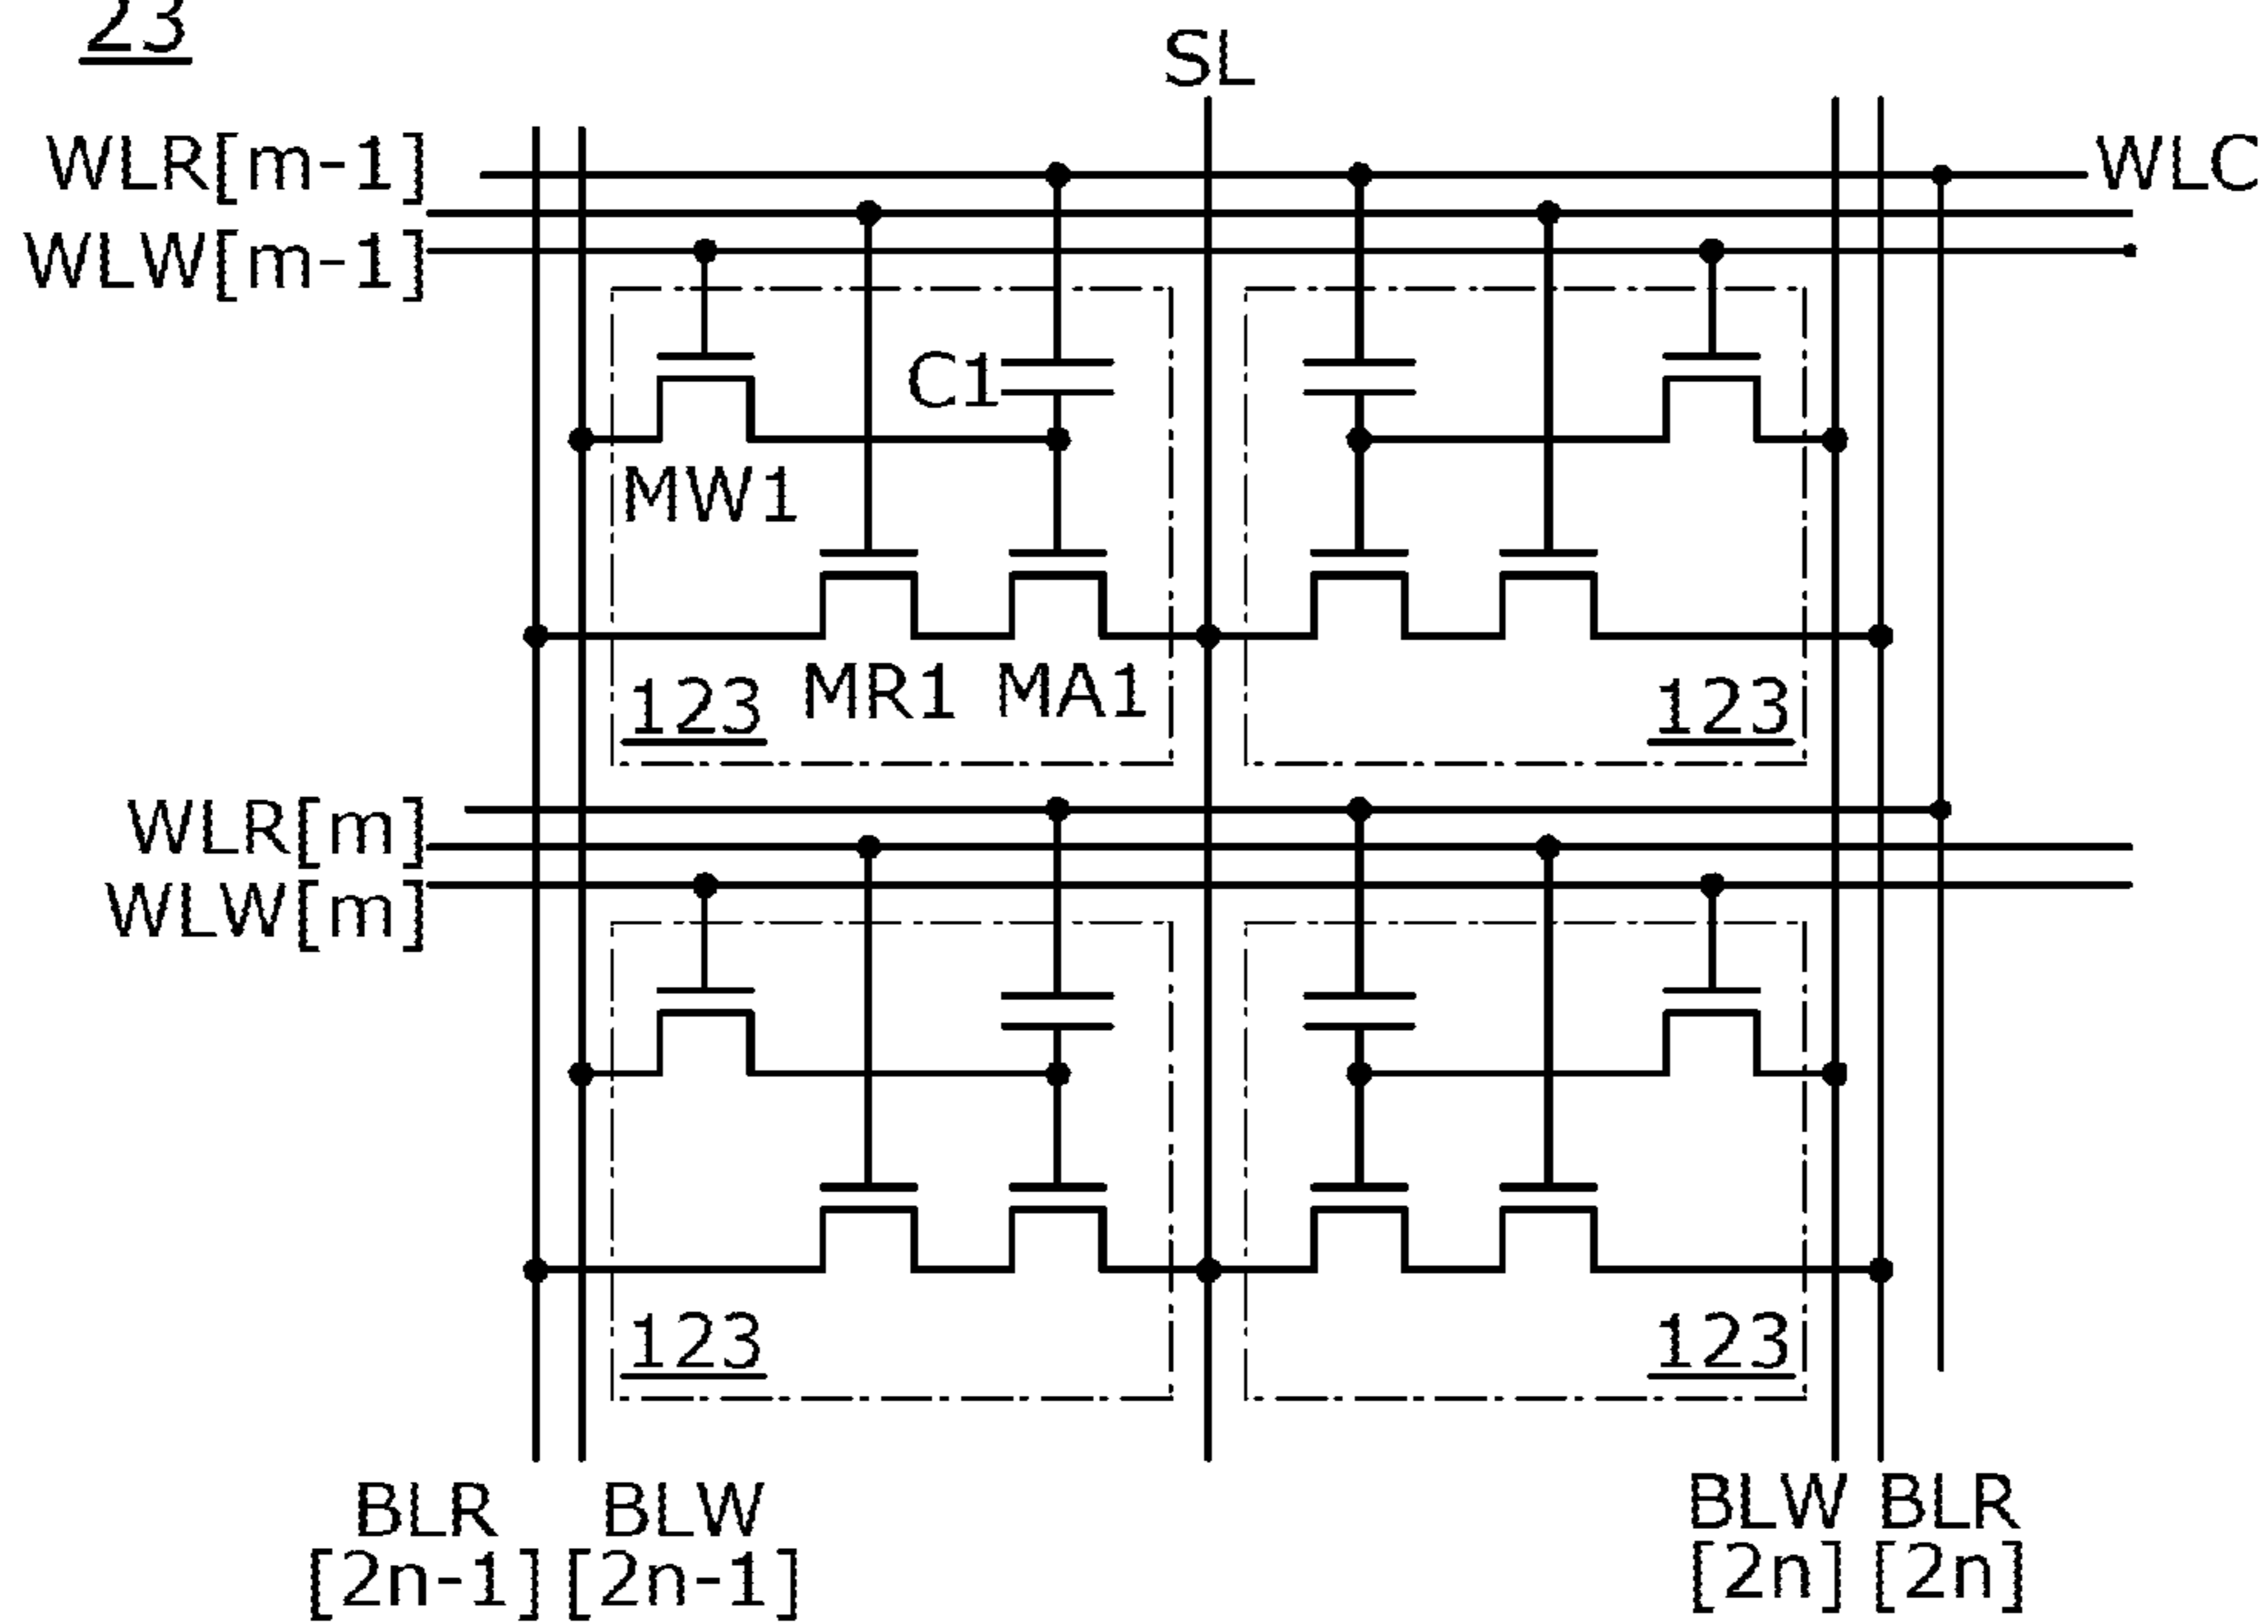 23
SL
WLR[m-1]
WLC
WLW[m-1]
C1
MW1
MR1 MA1
123
123
WLR[m]
WLW[m]
123
123
BLR BLW BLW BLR
[2n-1] [2n-1] [2n] [2n]